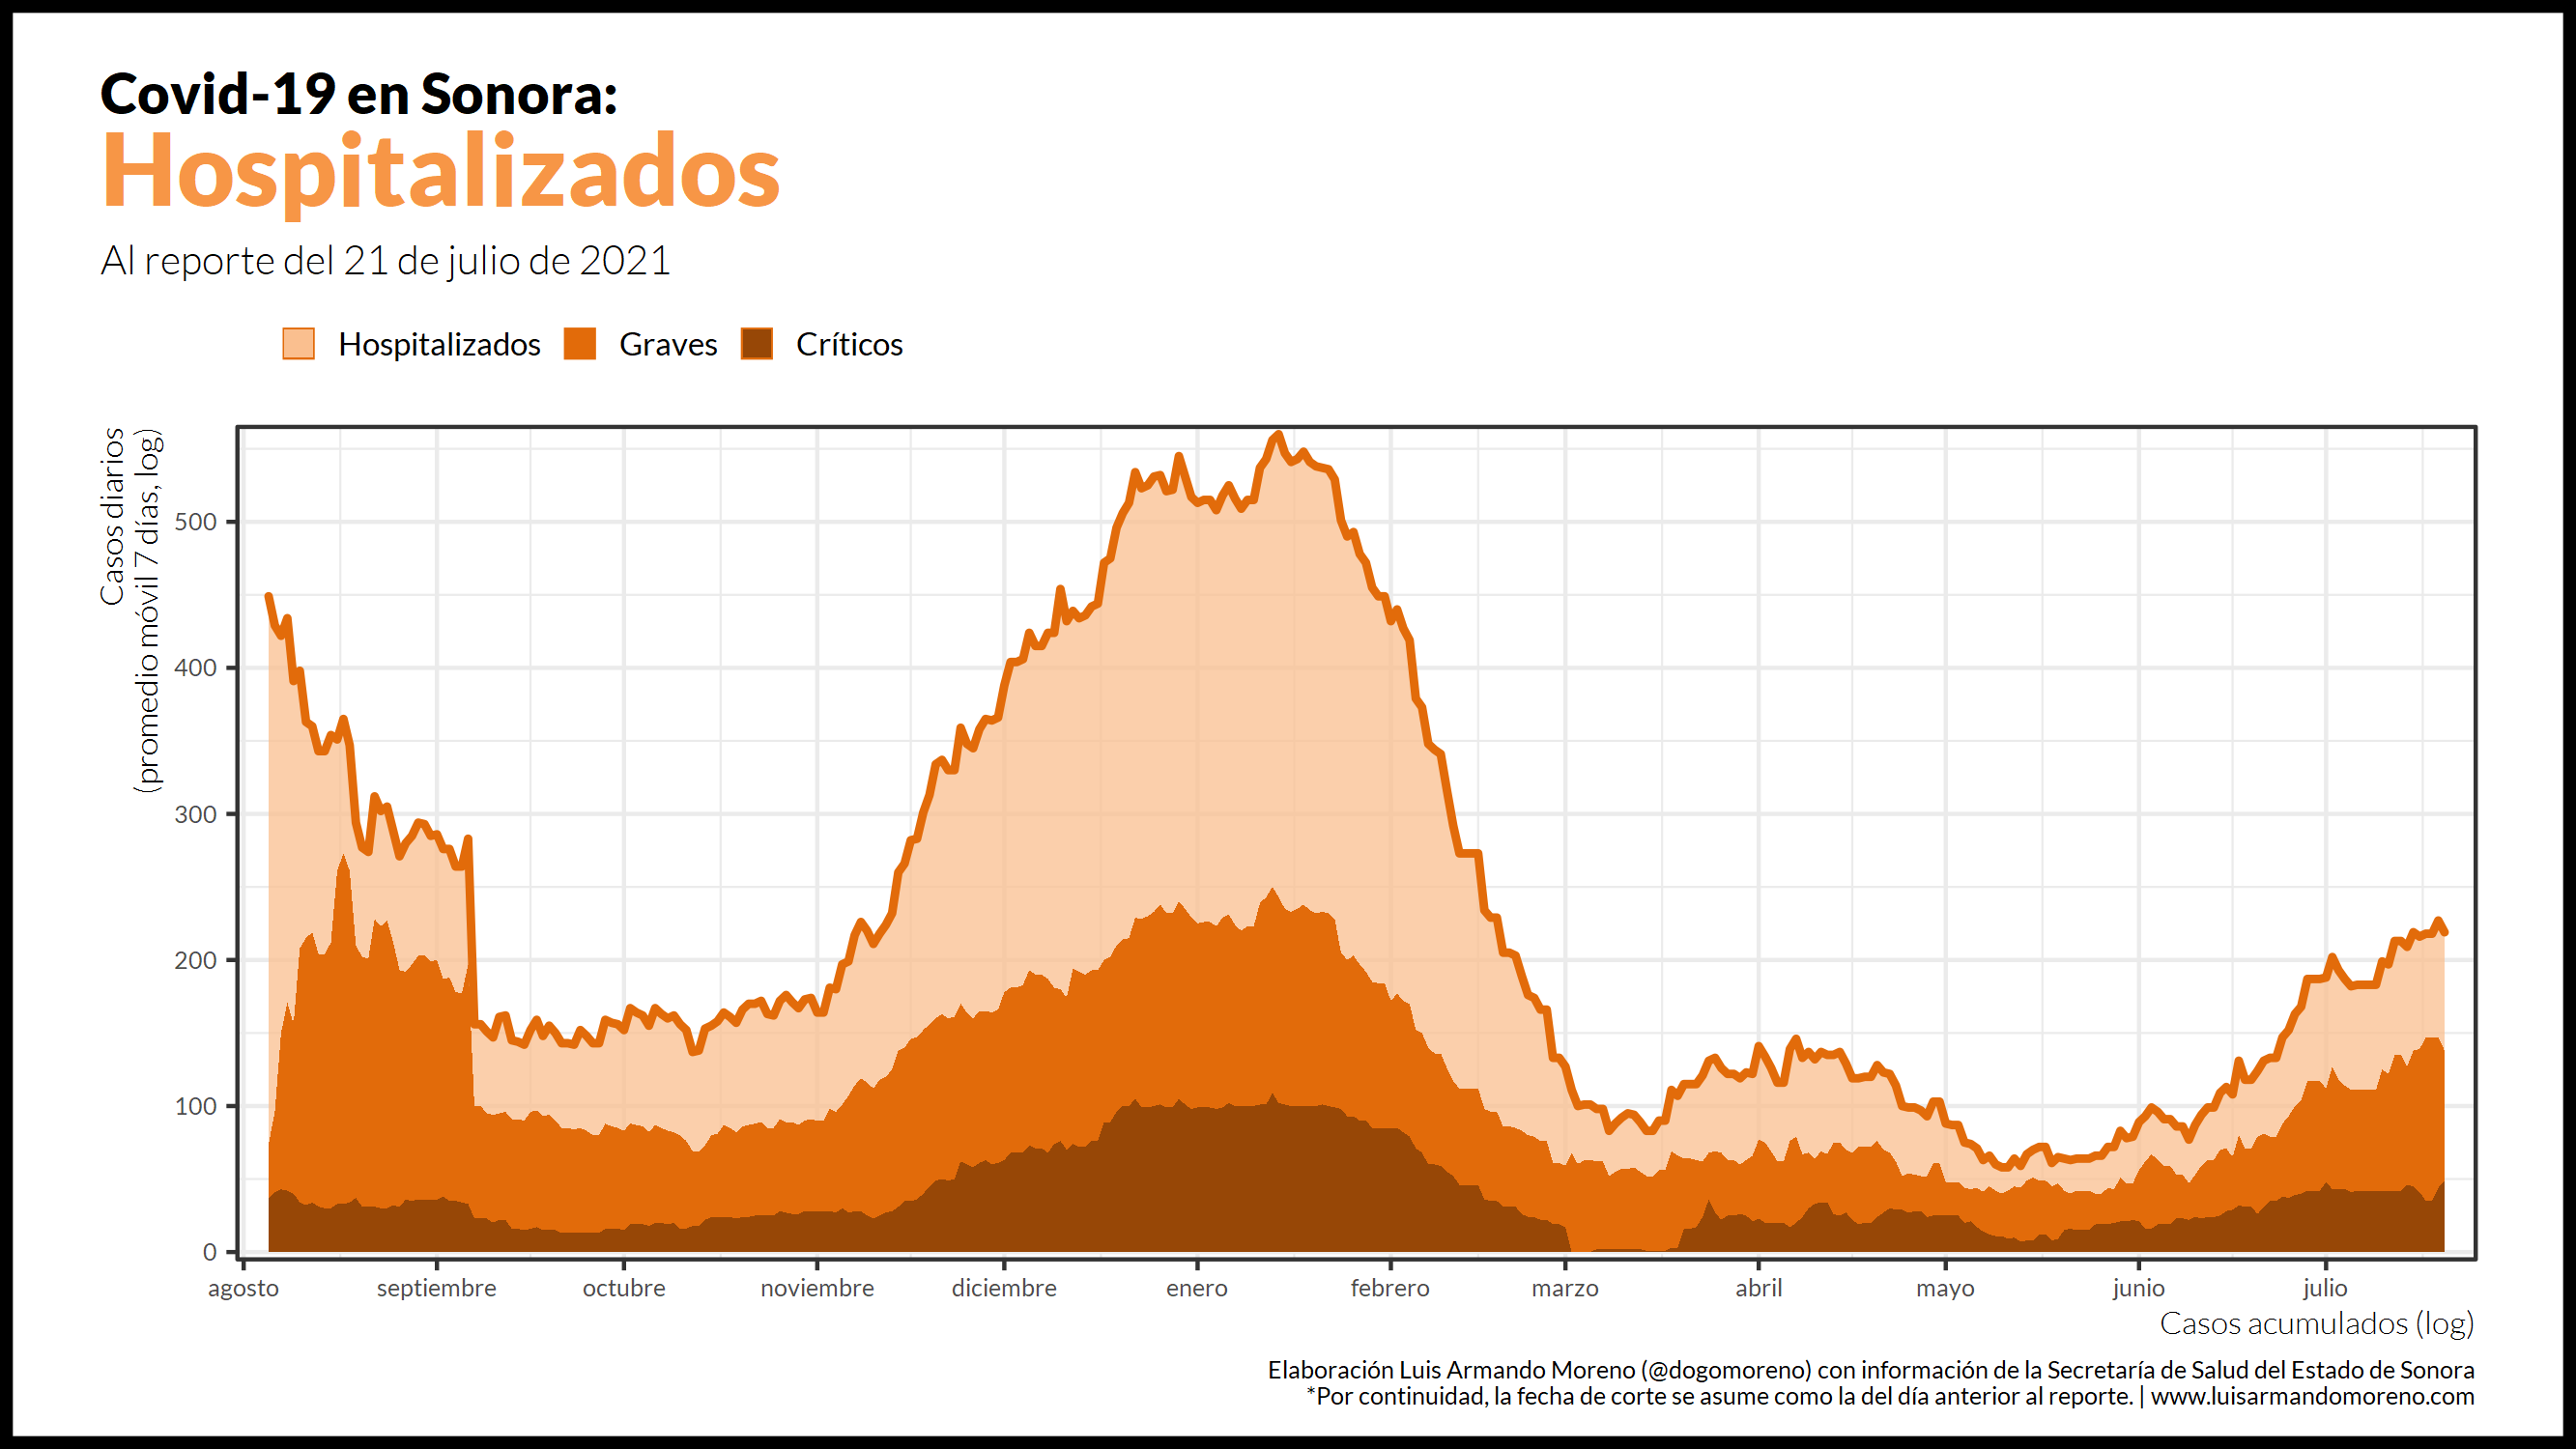 Covid-19 en Sonora:
Hospitalizados
Al reporte del 21 de julio de 2021
Hospitalizados Graves Críticos
Casos diarios
(promedio móvil 7 días, log)
500
400
300
200
100
0
agosto septiembre octubre noviembre diciembre enero febrero marzo abril mayo junio julio
Casos acumulados (log)
Elaboración Luis Armando Moreno (@dogomoreno) con información de la Secretaría de Salud del Estado de Sonora
*Por continuidad, la fecha de corte se asume como la del día anterior al reporte. | www.luisarmandomoreno.com